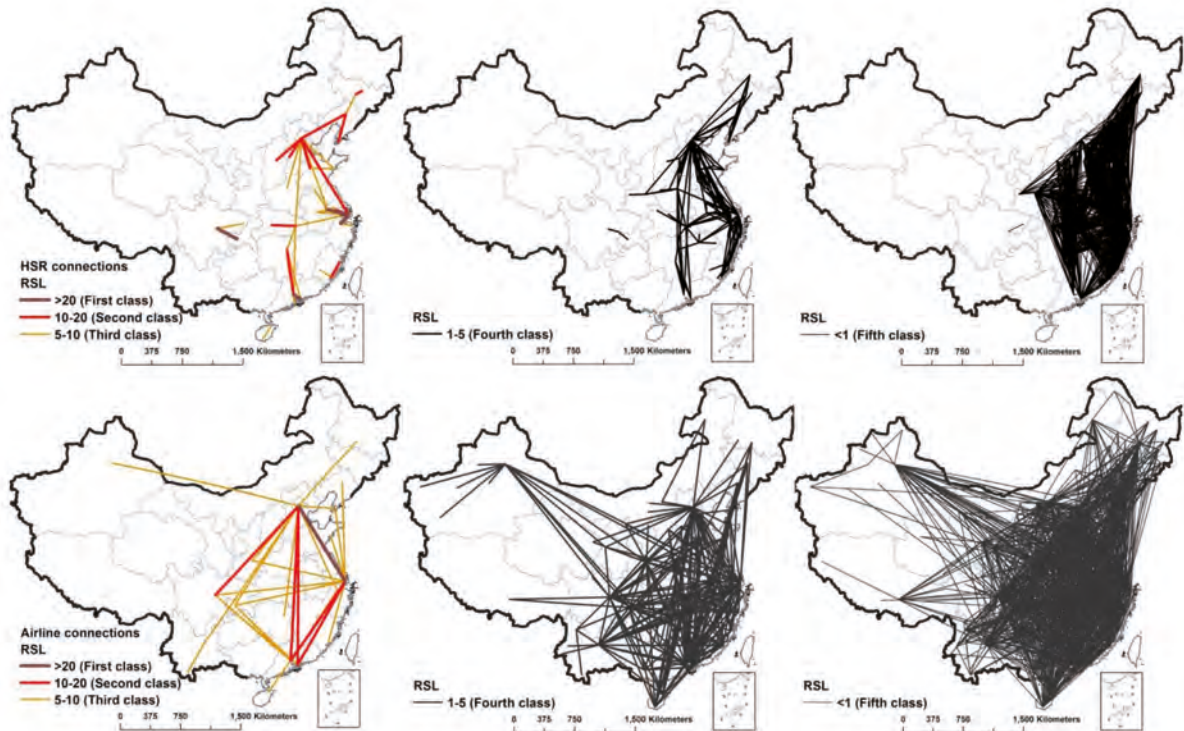 HSR connections
RSL
>20 (First class)
10-20 (Second class)
5-10 (Third class)
0 375 750 1,500 Kilometers
RSL
1-5 (Fourth class)
0 375 750 1,500 Kilometers
RSL
<1 (Fifth class)
0 375 750 1,500 Kilometers
Airline connections
RSL
>20 (First class)
10-20 (Second class)
5-10 (Third class)
0 375 750 1,500 Kilometers
RSL
1-5 (Fourth class)
0 375 750 1,500 Kilometers
RSL
<1 (Fifth class)
0 375 750 1,500 Kilometers